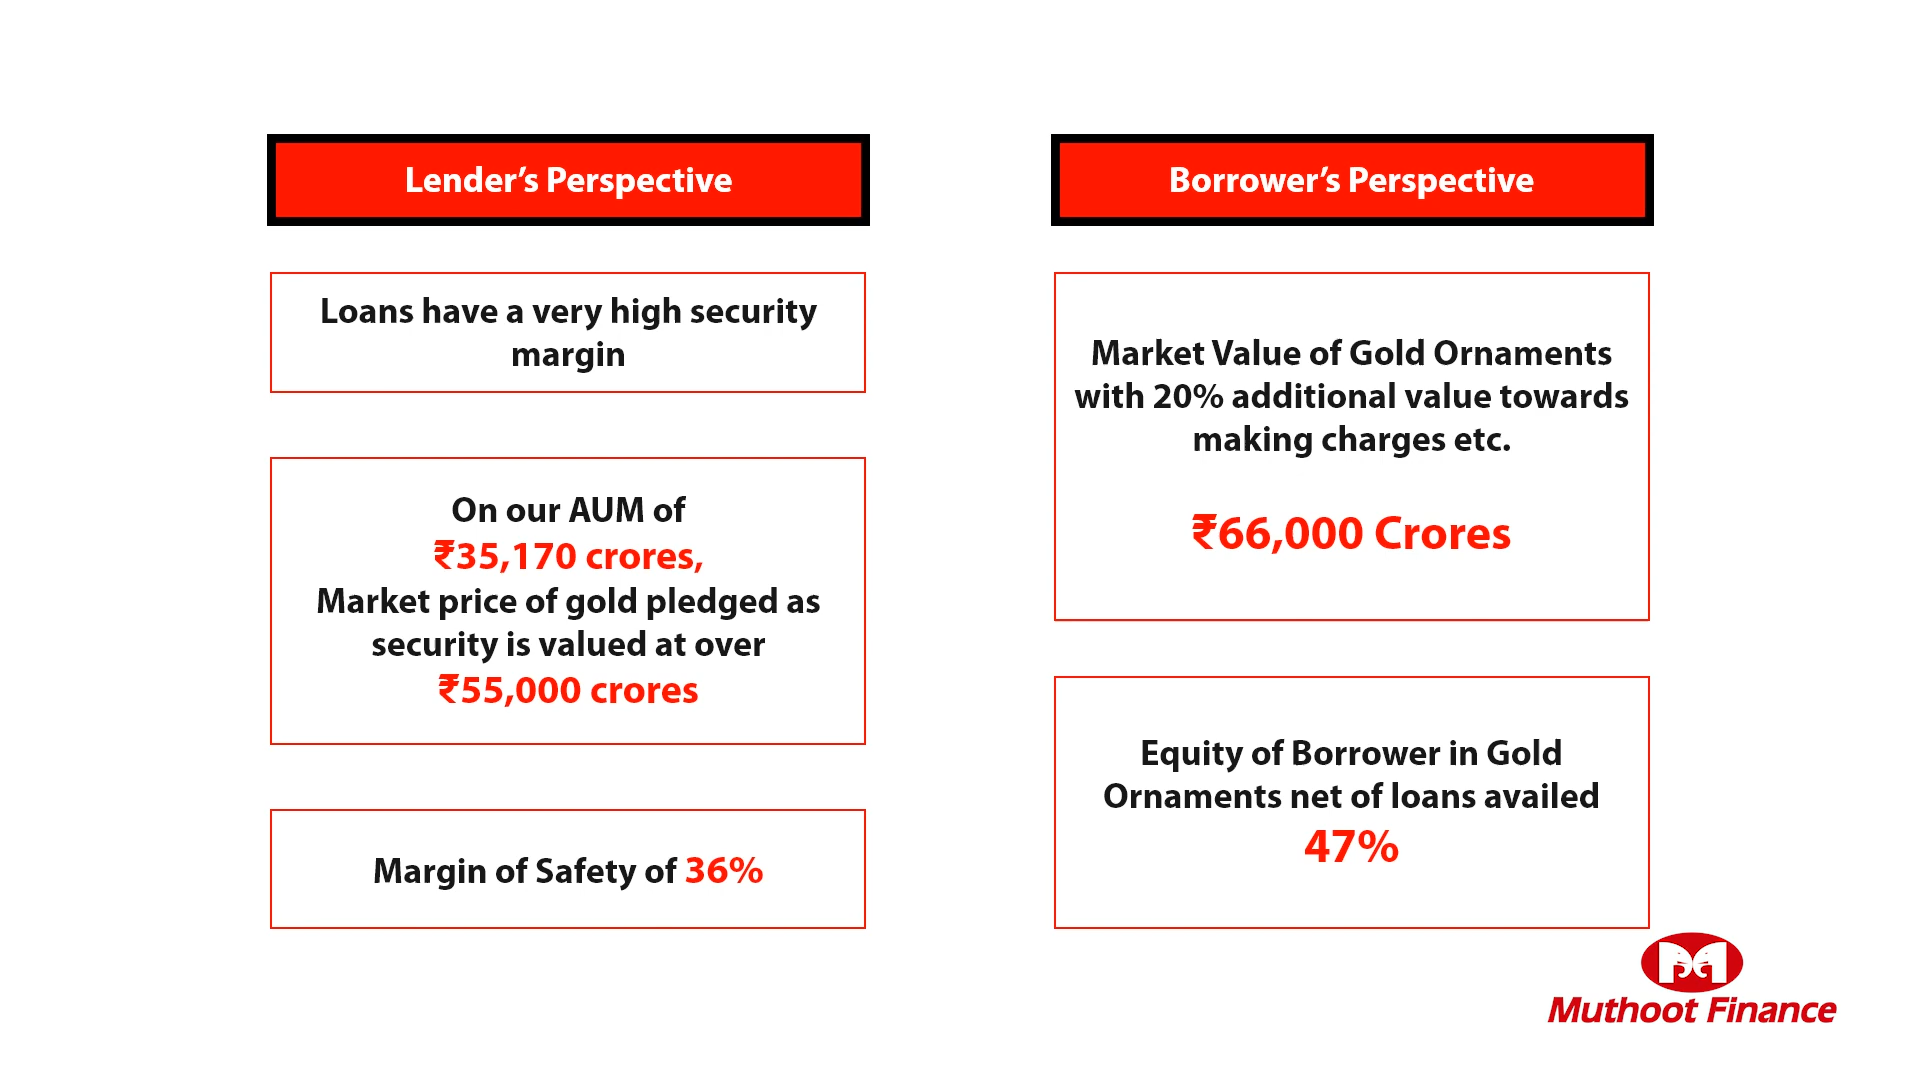 Lender’s Perspective
Loans have a very high security
margin
On our AUM of
₹35,170 crores,
Market price of gold pledged as
security is valued at over
₹55,000 crores
Margin of Safety of 36%
Borrower’s Perspective
Market Value of Gold Ornaments
with 20% additional value towards
making charges etc.
₹66,000 Crores
Equity of Borrower in Gold
Ornaments net of loans availed
47%
Muthoot Finance